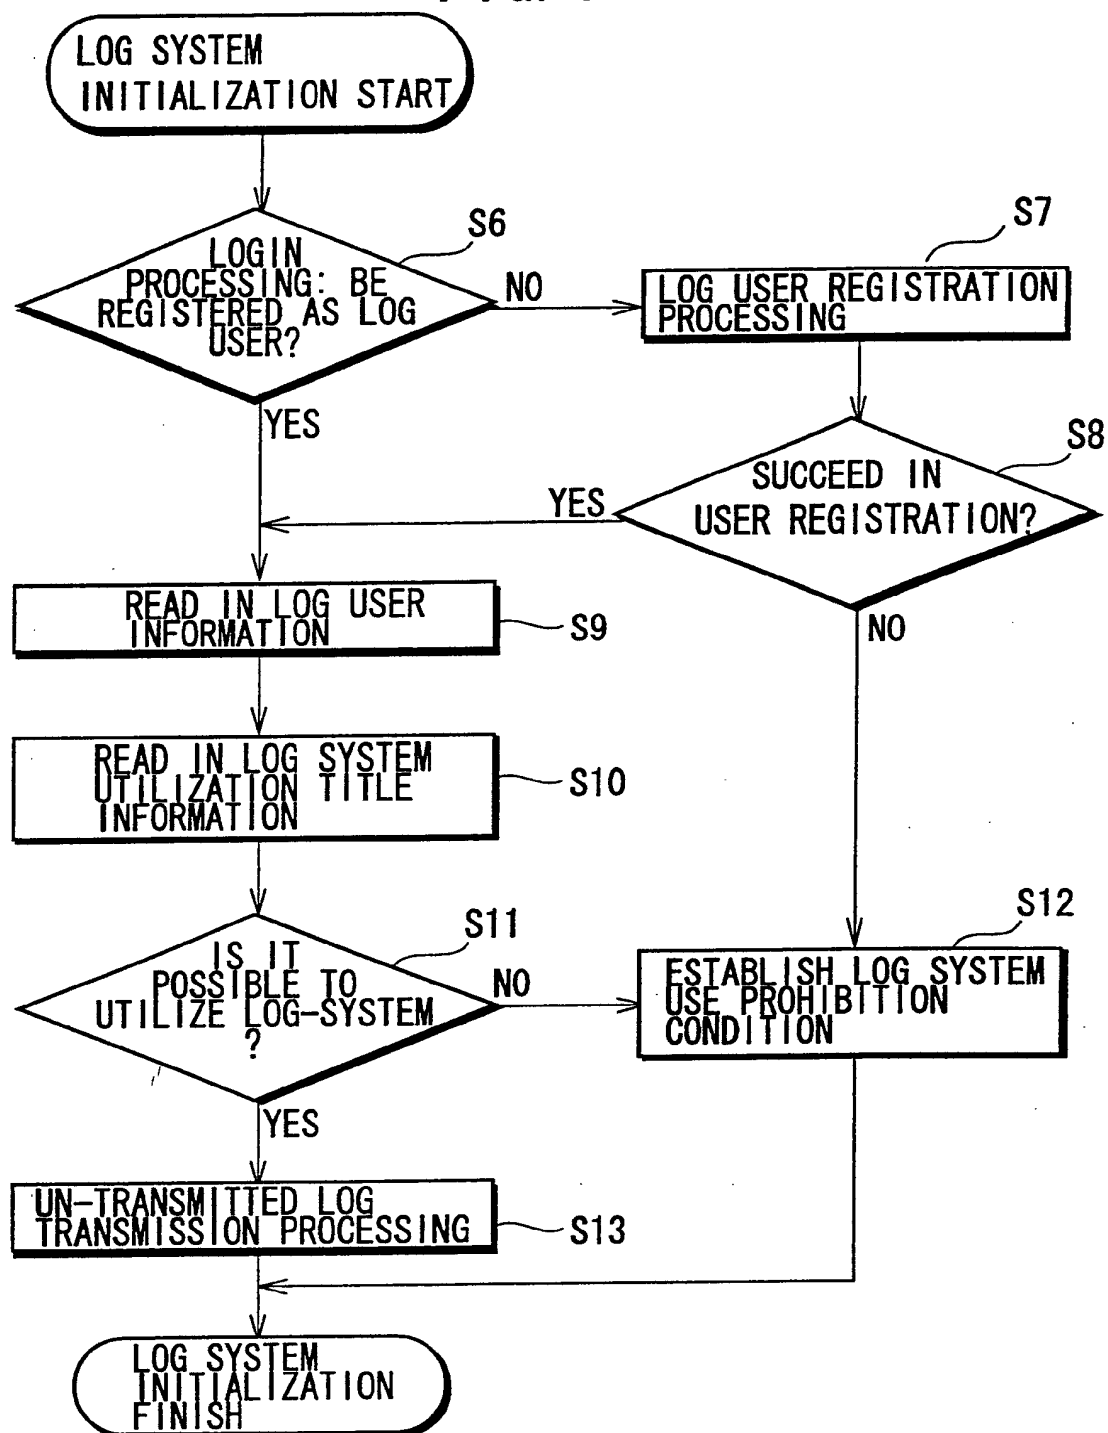 LOG SYSTEM
INITIALIZATION START
S6
LOGIN
PROCESSING: BE
REGISTERED AS LOG
USER?
NO
S7
LOG USER REGISTRATION
PROCESSING
YES
S8
SUCCEED IN
USER REGISTRATION?
YES
NO
READ IN LOG USER
INFORMATION
S9
READ IN LOG SYSTEM
UTILIZATION TITLE
INFORMATION
S10
S11
IS IT
POSSIBLE TO
UTILIZE LOG-SYSTEM
?
NO
S12
ESTABLISH LOG SYSTEM
USE PROHIBITION
CONDITION
YES
UN-TRANSMITTED LOG
TRANSMISSION PROCESSING
S13
LOG SYSTEM
INITIALIZATION
FINISH